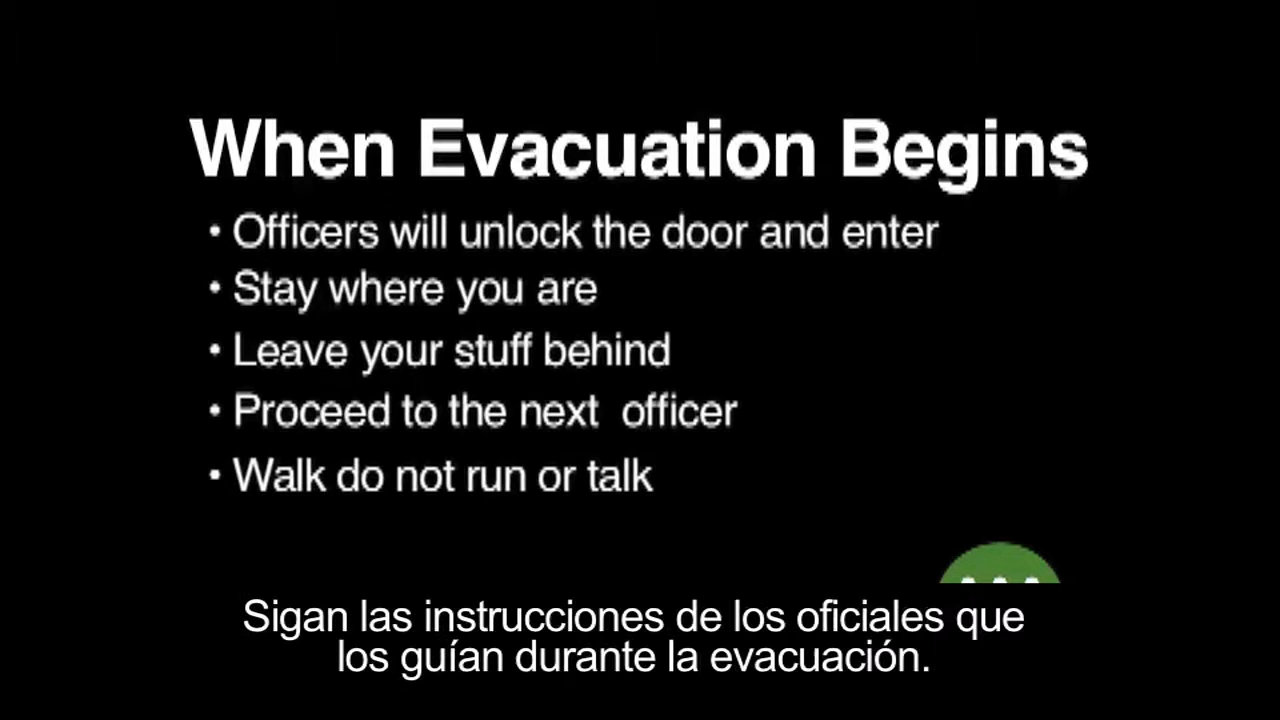 When Evacuation Begins
• Officers will unlock the door and enter
• Stay where you are
• Leave your stuff behind
• Proceed to the next officer
• Walk do not run or talk
Sigan las instrucciones de los oficiales que
los guían durante la evacuación.